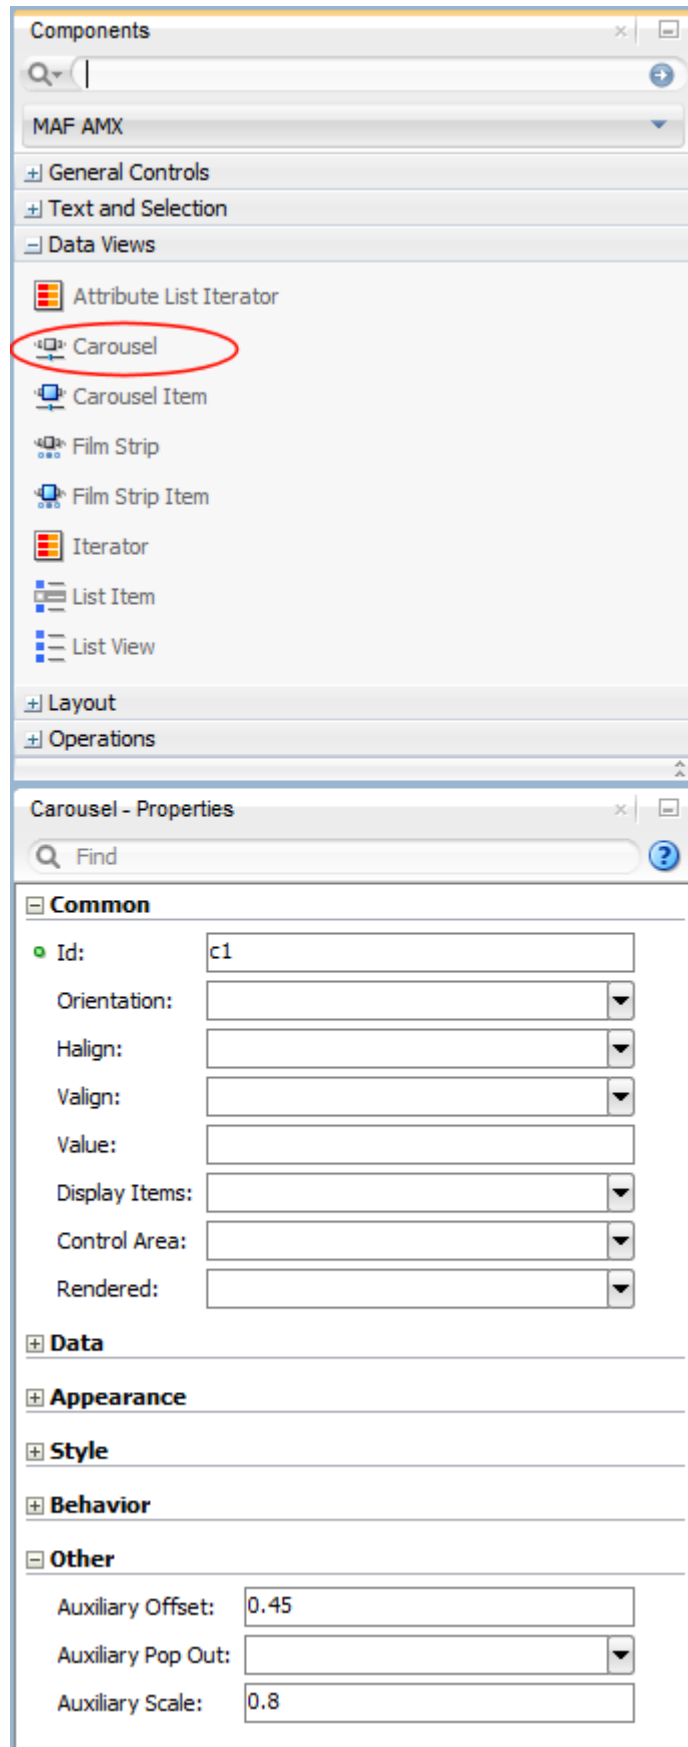 Components
MAF AMX
General Controls
Text and Selection
Data Views
Attribute List Iterator
Carousel
Carousel Item
Film Strip
Film Strip Item
Iterator
List Item
List View
Layout
Operations
Carousel - Properties
Find
Common
Id: c1
Orientation:
Halign:
Valign:
Value:
Display Items:
Control Area:
Rendered:
Data
Appearance
Style
Behavior
Other
Auxiliary Offset: 0.45
Auxiliary Pop Out:
Auxiliary Scale: 0.8